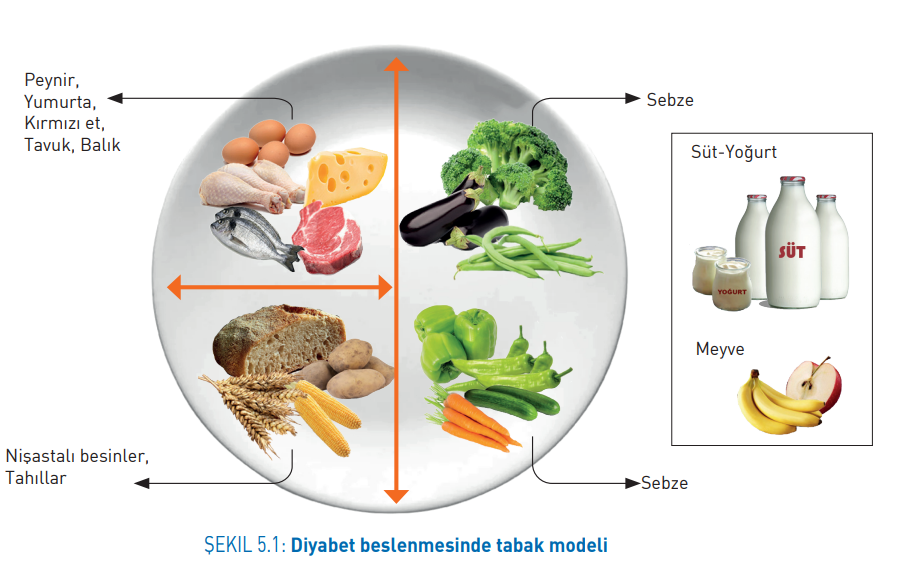 Peynir,
Yumurta,
Kırmızı et,
Tavuk, Balık
Sebze
Süt-Yoğurt
SÜT
YOĞURT
Meyve
Nişastalı besinler,
Tahıllar
Sebze
ŞEKIL 5.1: Diyabet beslenmesinde tabak modeli